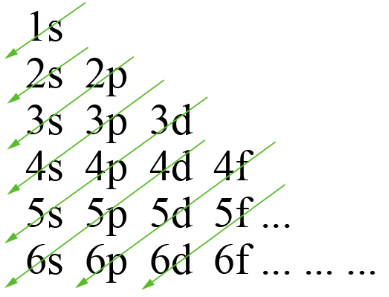 1s
2s 2p
3s 3p 3d
4s 4p 4d 4f
5s 5p 5d 5f ...
6s 6p 6d 6f ... ... ...